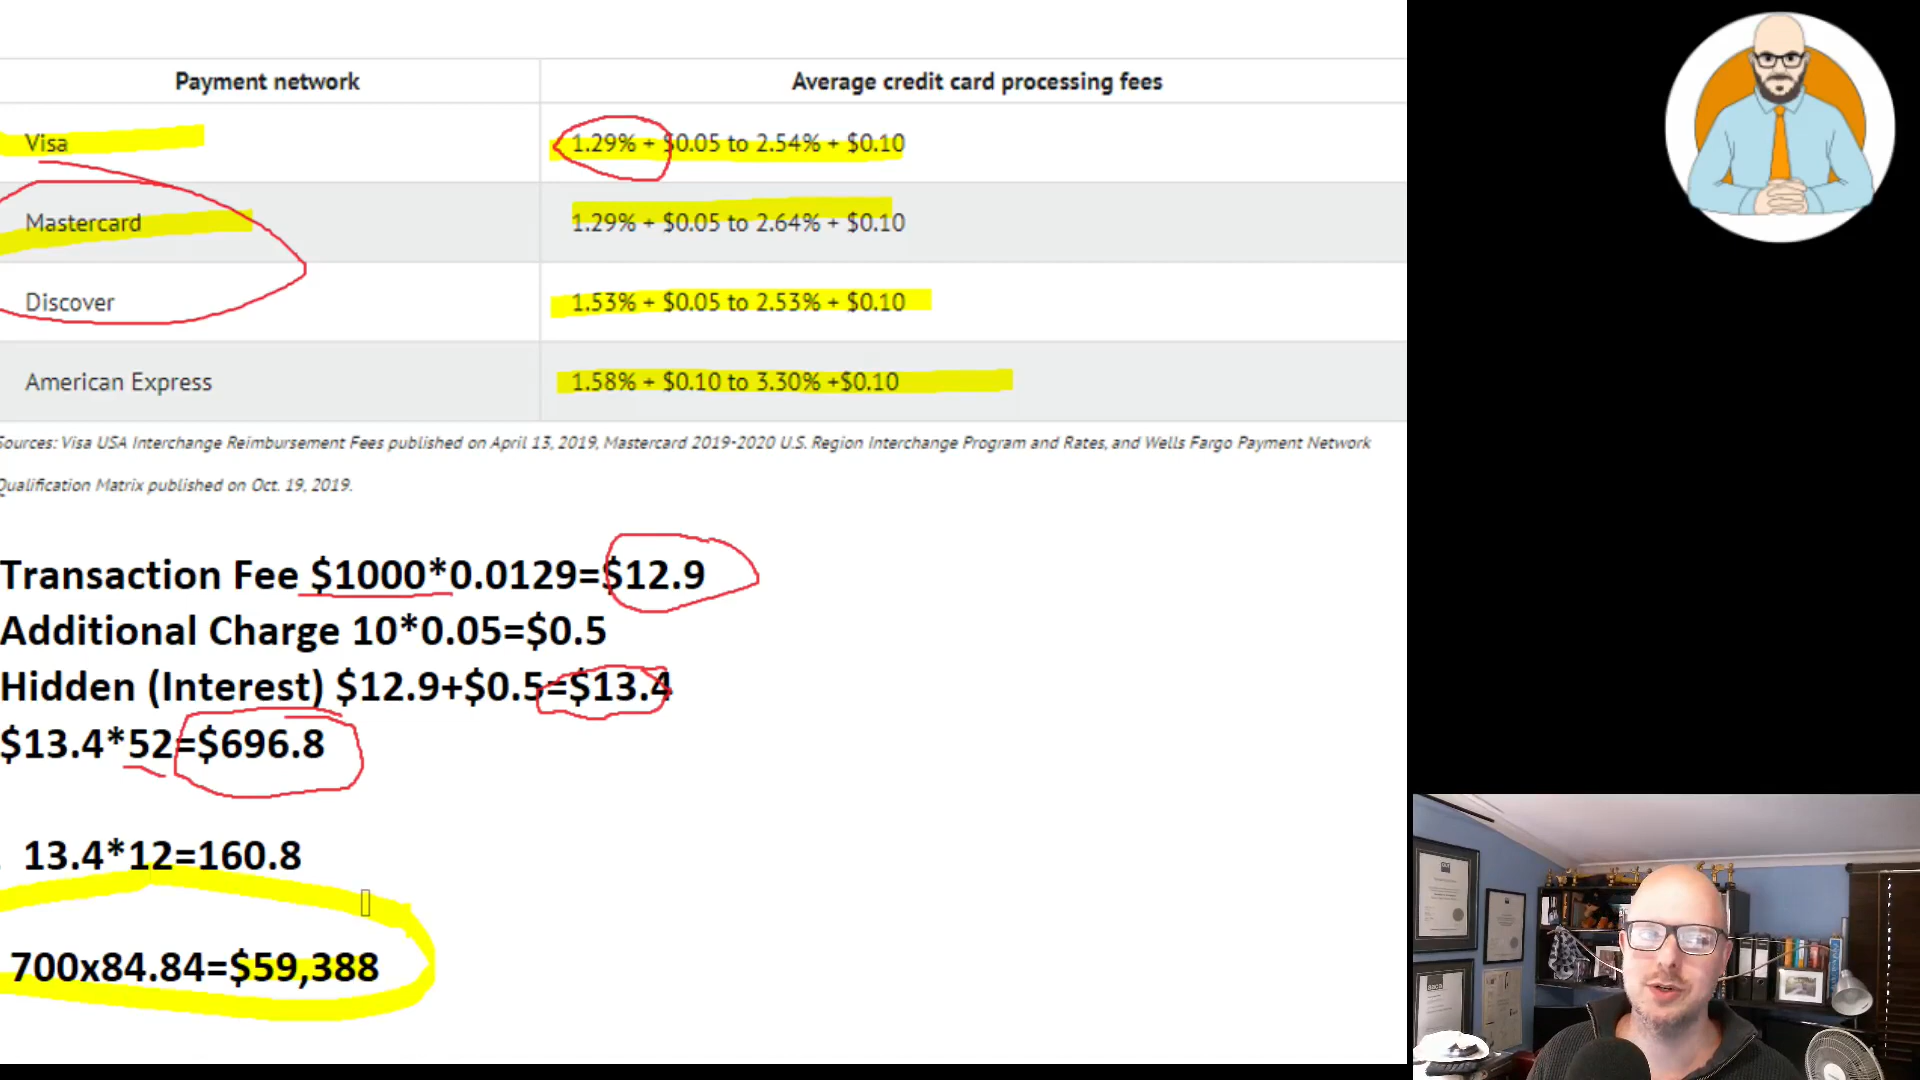 Payment network Average credit card processing fees
Visa 1.29% + $0.05 to 2.54% + $0.10
Mastercard 1.29% + $0.05 to 2.64% + $0.10
Discover 1.53% + $0.05 to 2.53% + $0.10
American Express 1.58% + $0.10 to 3.30% +$0.10
Sources: Visa USA Interchange Reimbursement Fees published on April 13, 2019, Mastercard 2019-2020 U.S. Region Interchange Program and Rates, and Wells Fargo Payment Network
Qualification Matrix published on Oct. 19, 2019.
Transaction Fee $1000*0.0129=$12.9
Additional Charge 10*0.05=$0.5
Hidden (Interest) $12.9+$0.5=$13.4
$13.4*52=$696.8
13.4*12=160.8
700x84.84=$59,388